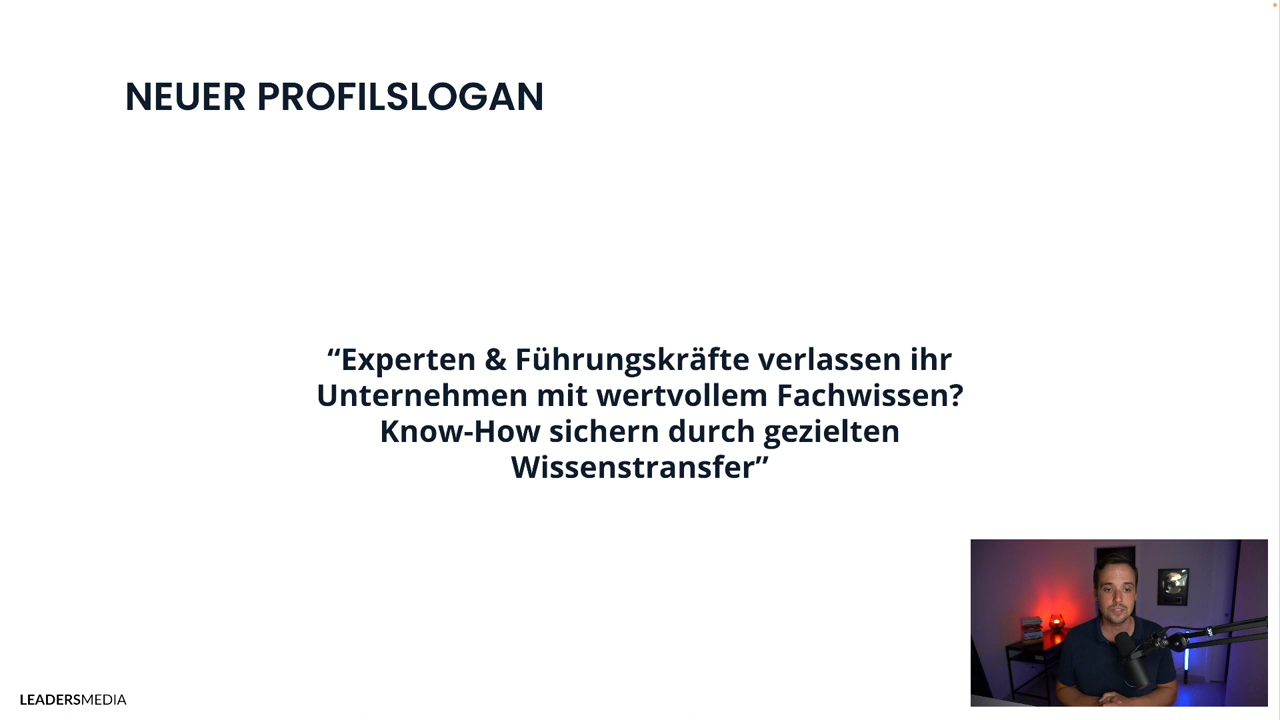 NEUER PROFILSLOGAN
“Experten & Führungskräfte verlassen ihr
Unternehmen mit wertvollem Fachwissen?
Know-How sichern durch gezielten
Wissenstransfer”
LEADERSMEDIA